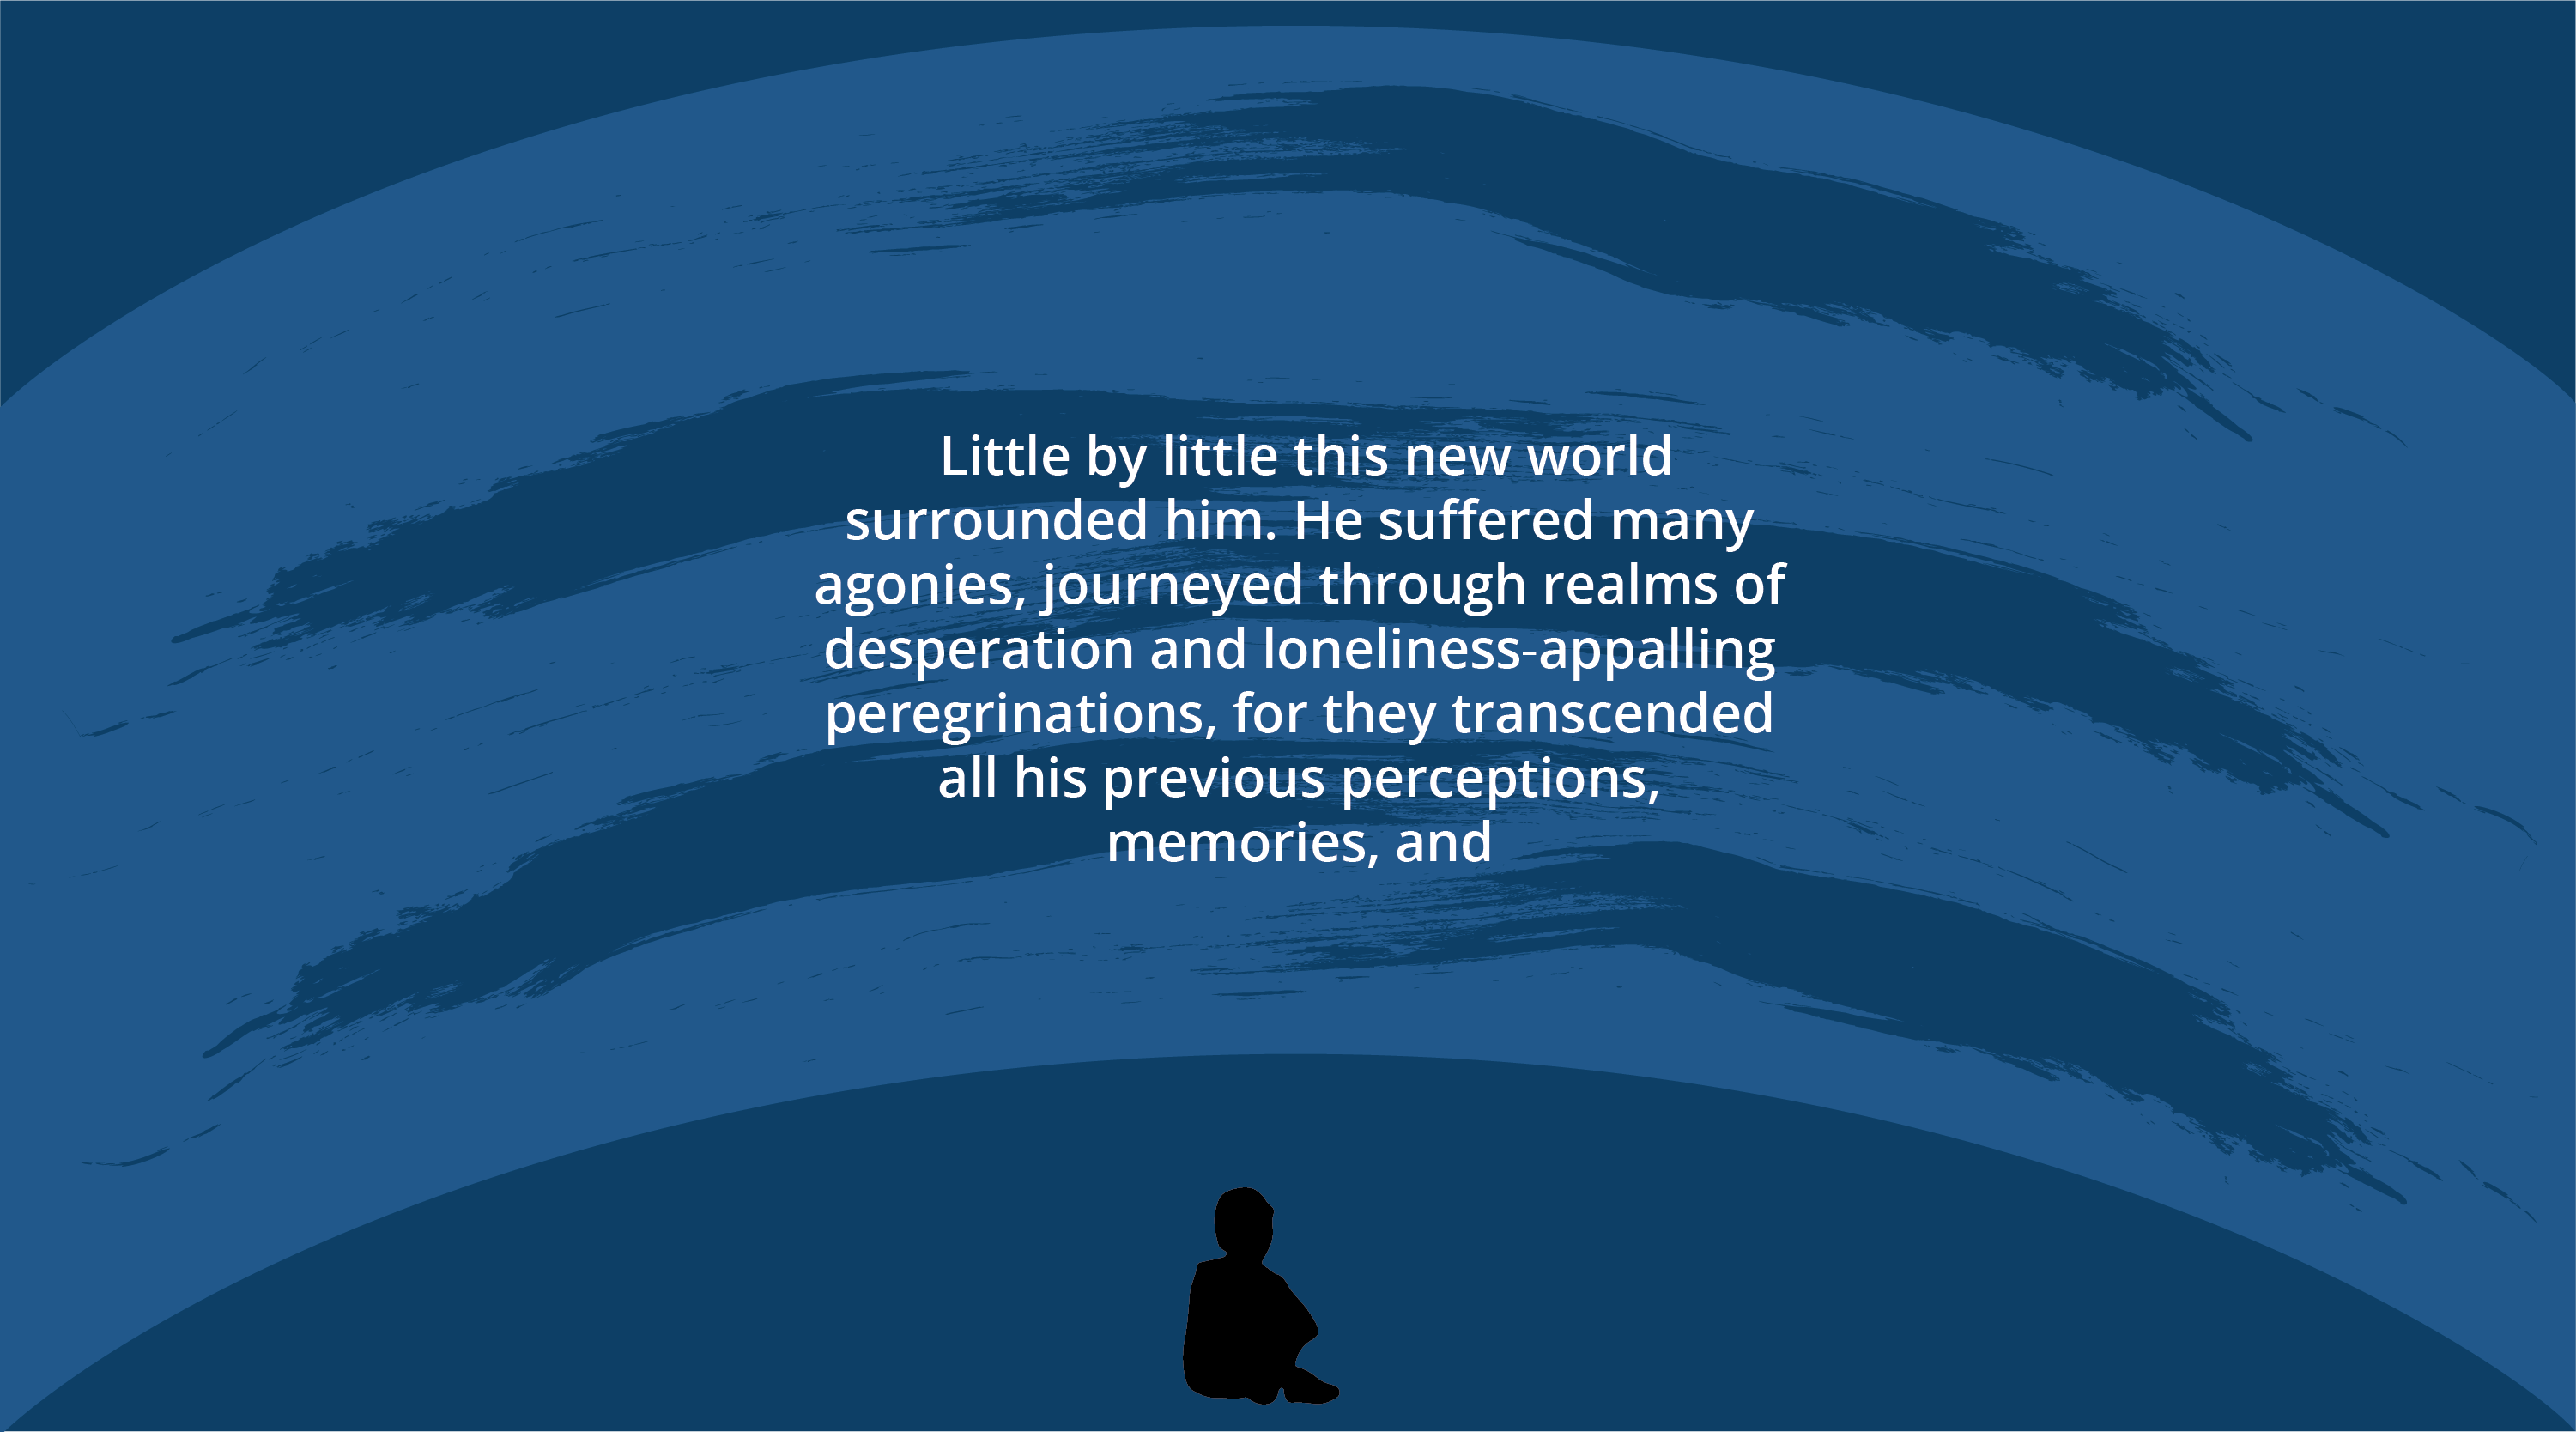 Little by little this new world
surrounded him. He suffered many
agonies, journeyed through realms of
desperation and loneliness-appalling
peregrinations, for they transcended
all his previous perceptions,
memories, and